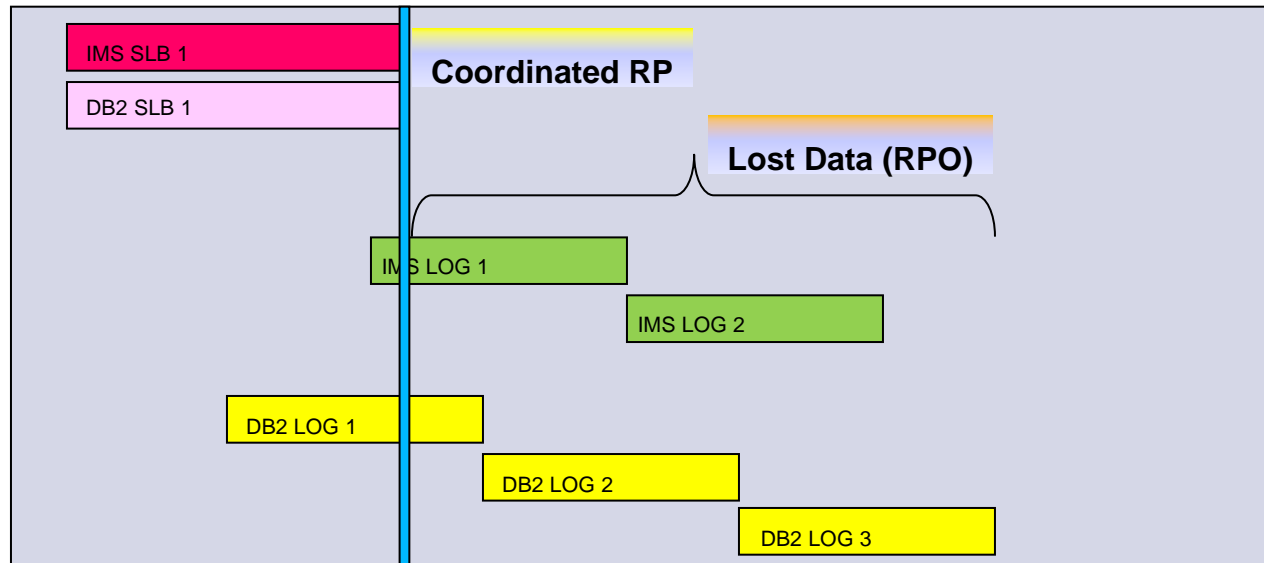 IMS SLB 1
Coordinated RP
DB2 SLB 1
Lost Data (RPO)
IMS LOG 1
IMS LOG 2
DB2 LOG 1
DB2 LOG 2
DB2 LOG 3